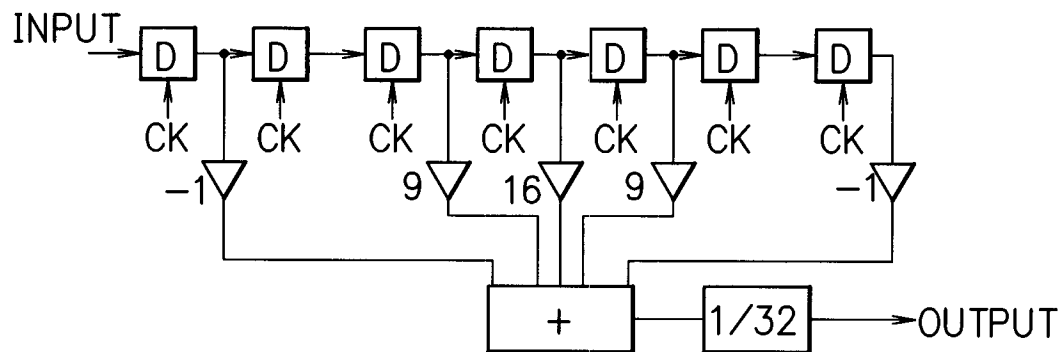 INPUT
D D D D D D D
CK CK CK CK CK CK CK
-1 9 16 9 -1
+ 1/32 OUTPUT